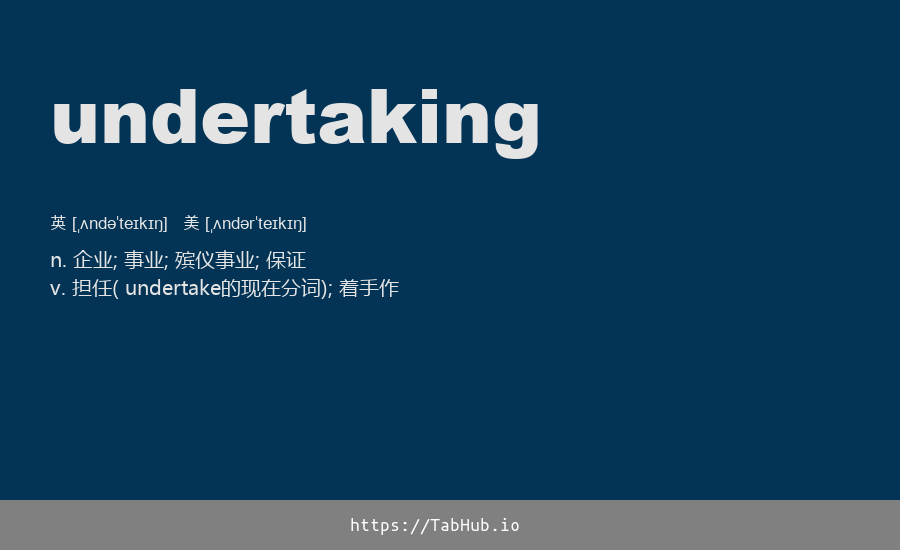 undertaking
英 [ˌʌndəˈteɪkɪŋ] 美 [ˌʌndərˈteɪkɪŋ]
n. 企业; 事业; 殡仪事业; 保证
v. 担任( undertake的现在分词); 着手作
https://TabHub.io